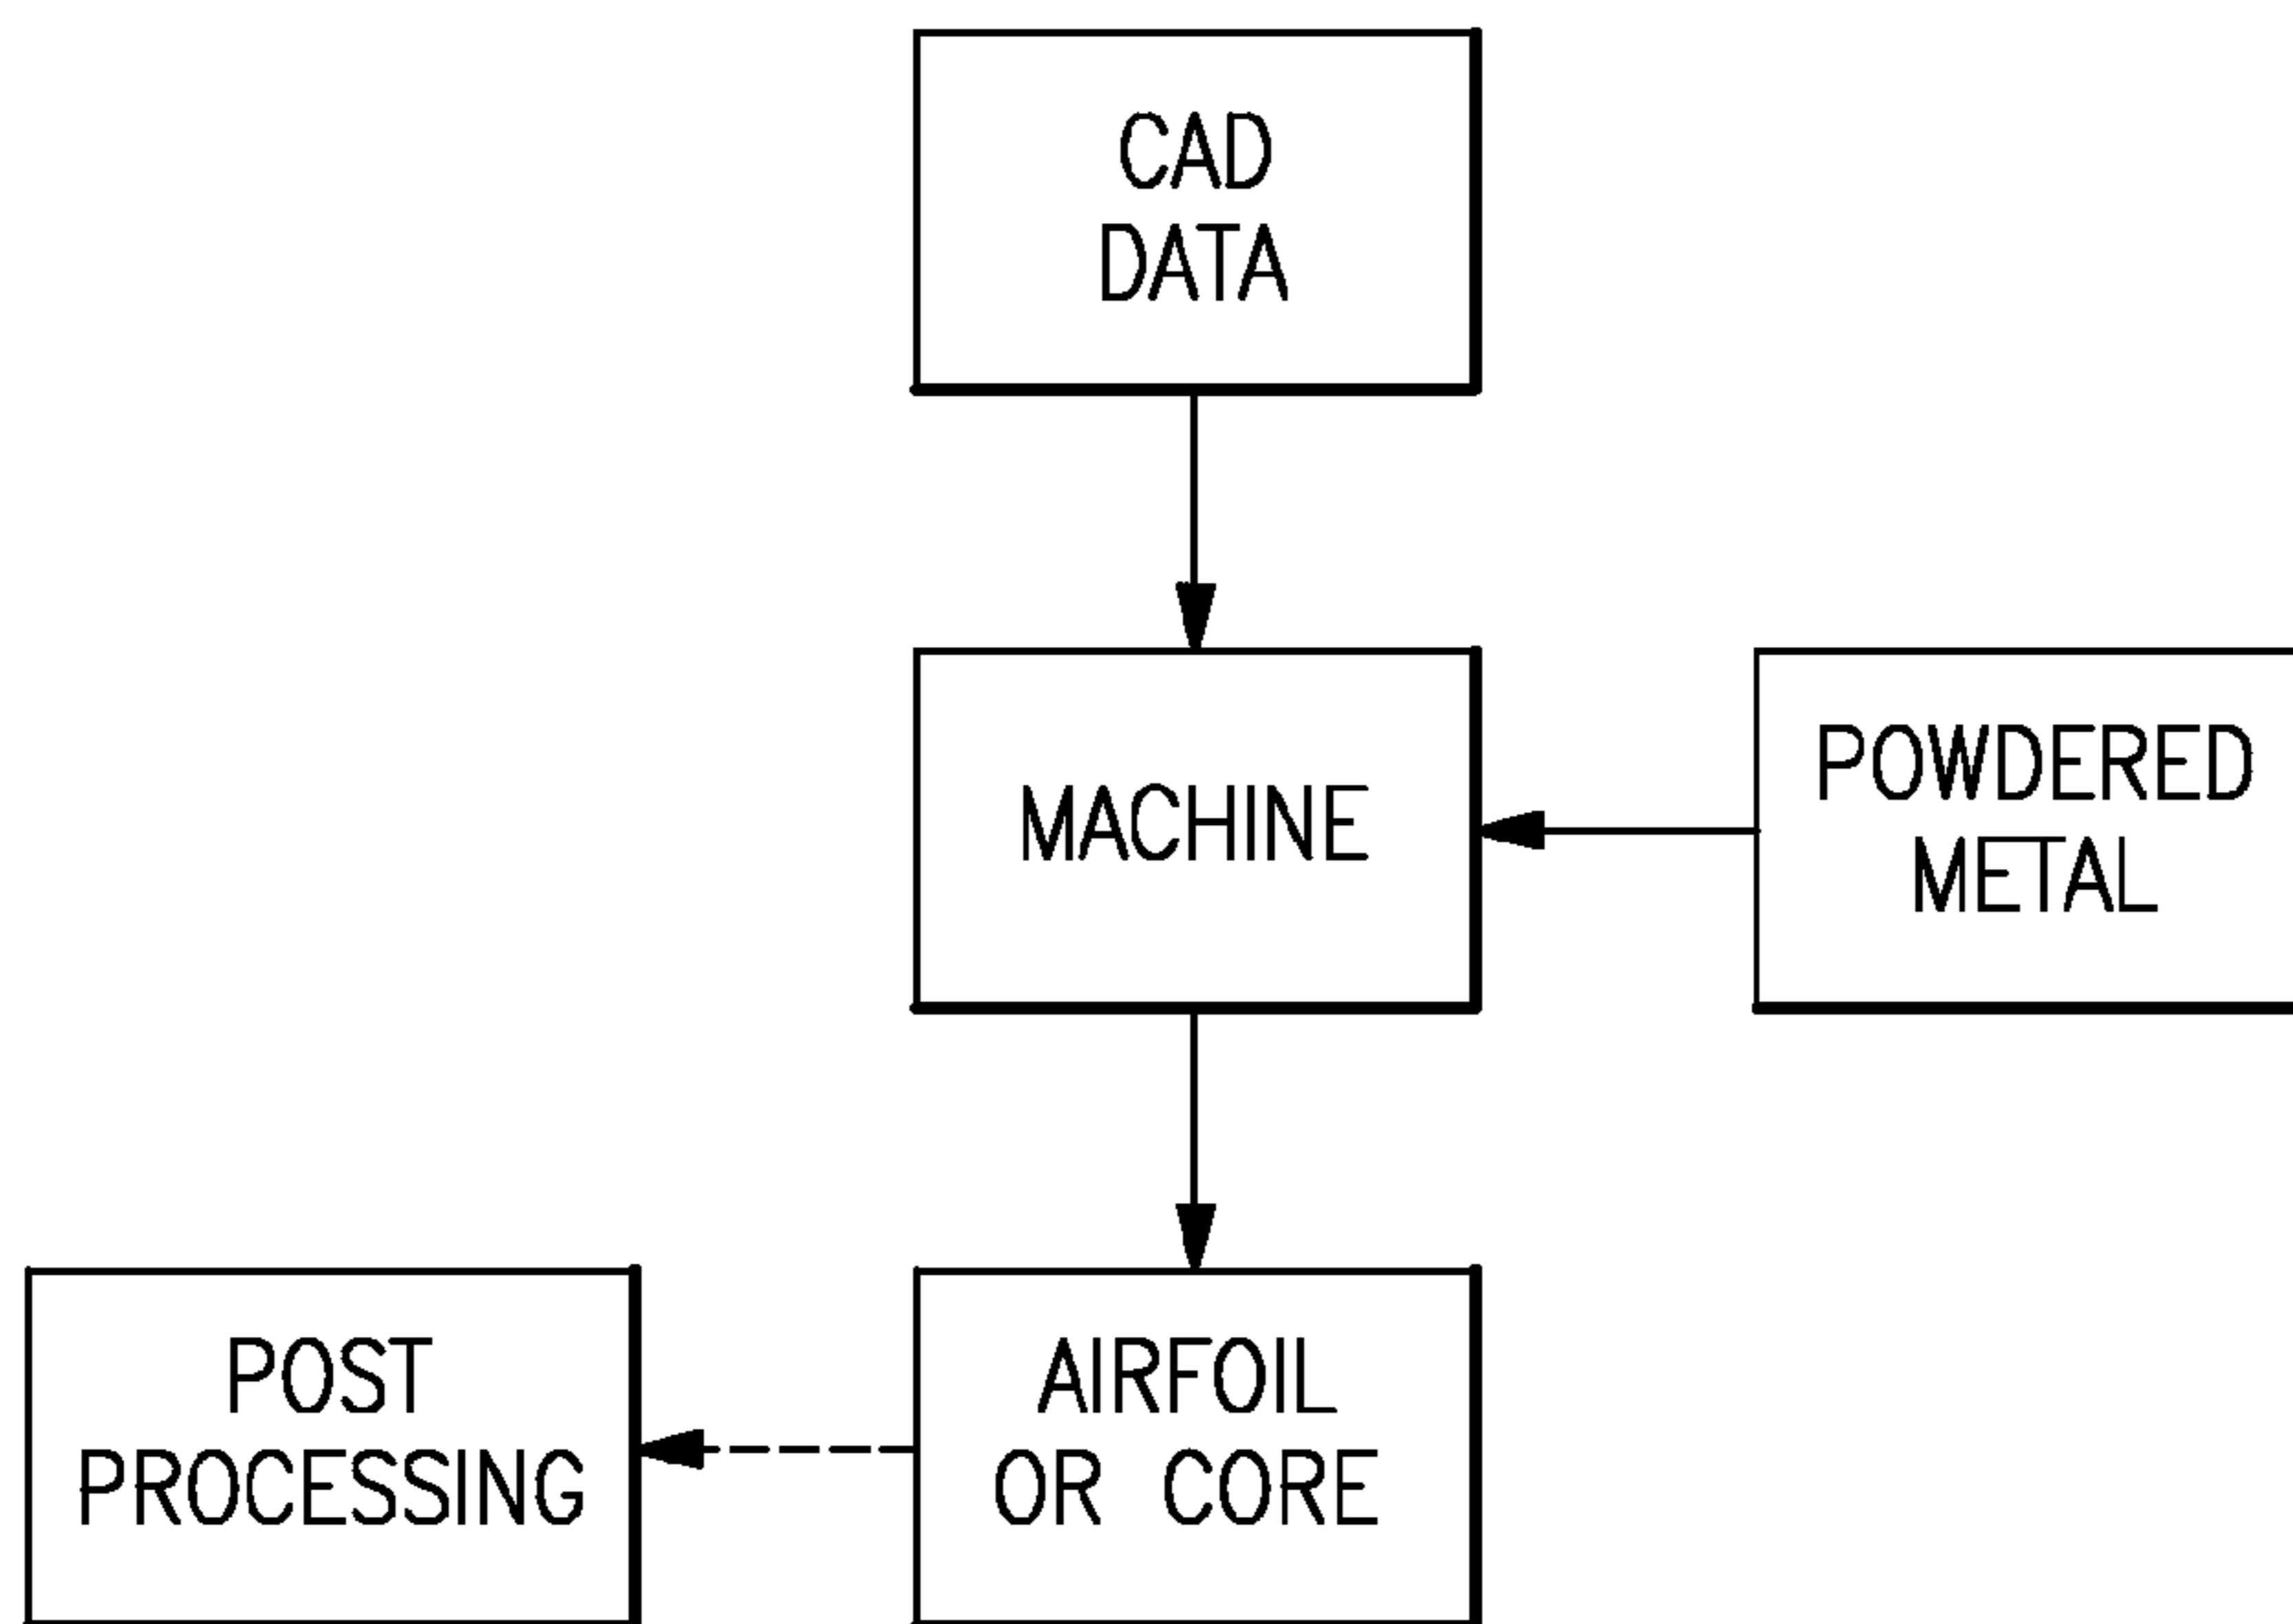 CAD
DATA
MACHINE
POWDERED
METAL
POST
PROCESSING
AIRFOIL
OR CORE